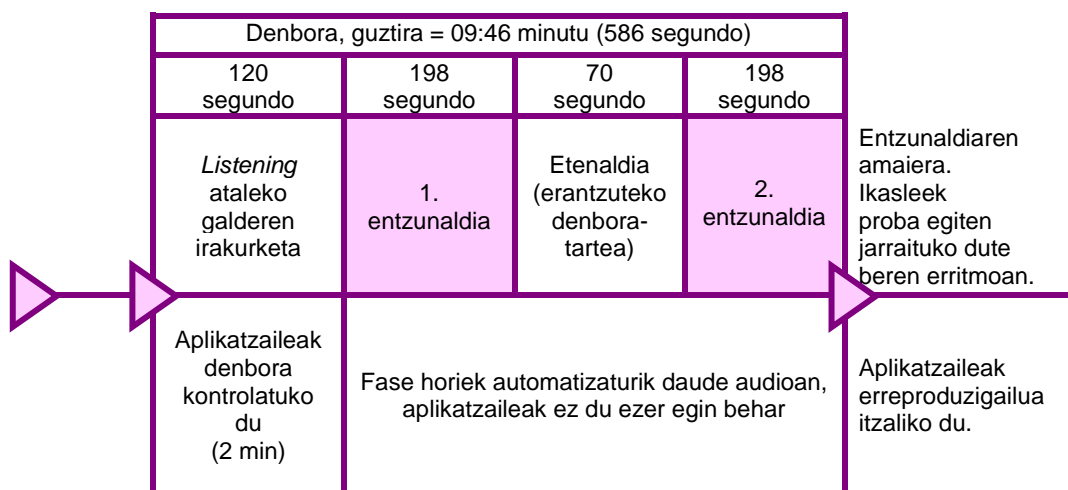 Denbora, guztira = 09:46 minutu (586 segundo)
120
segundo
198
segundo
70
segundo
198
segundo
Listening
ataleko
galderen
irakurketa
1.
entzunaldia
Etenaldia
(erantzuteko
denbora-
tartea)
2.
entzunaldia
Entzunaldiaren
amaiera.
Ikasleek
proba egiten
jarraituko dute
beren erritmoan.
Aplikatzaileak
denbora
kontrolatuko
du
(2 min)
Fase horiek automatizaturik daude audioan,
aplikatzaileak ez du ezer egin behar
Aplikatzaileak
erreproduzigailua
itzaliko du.